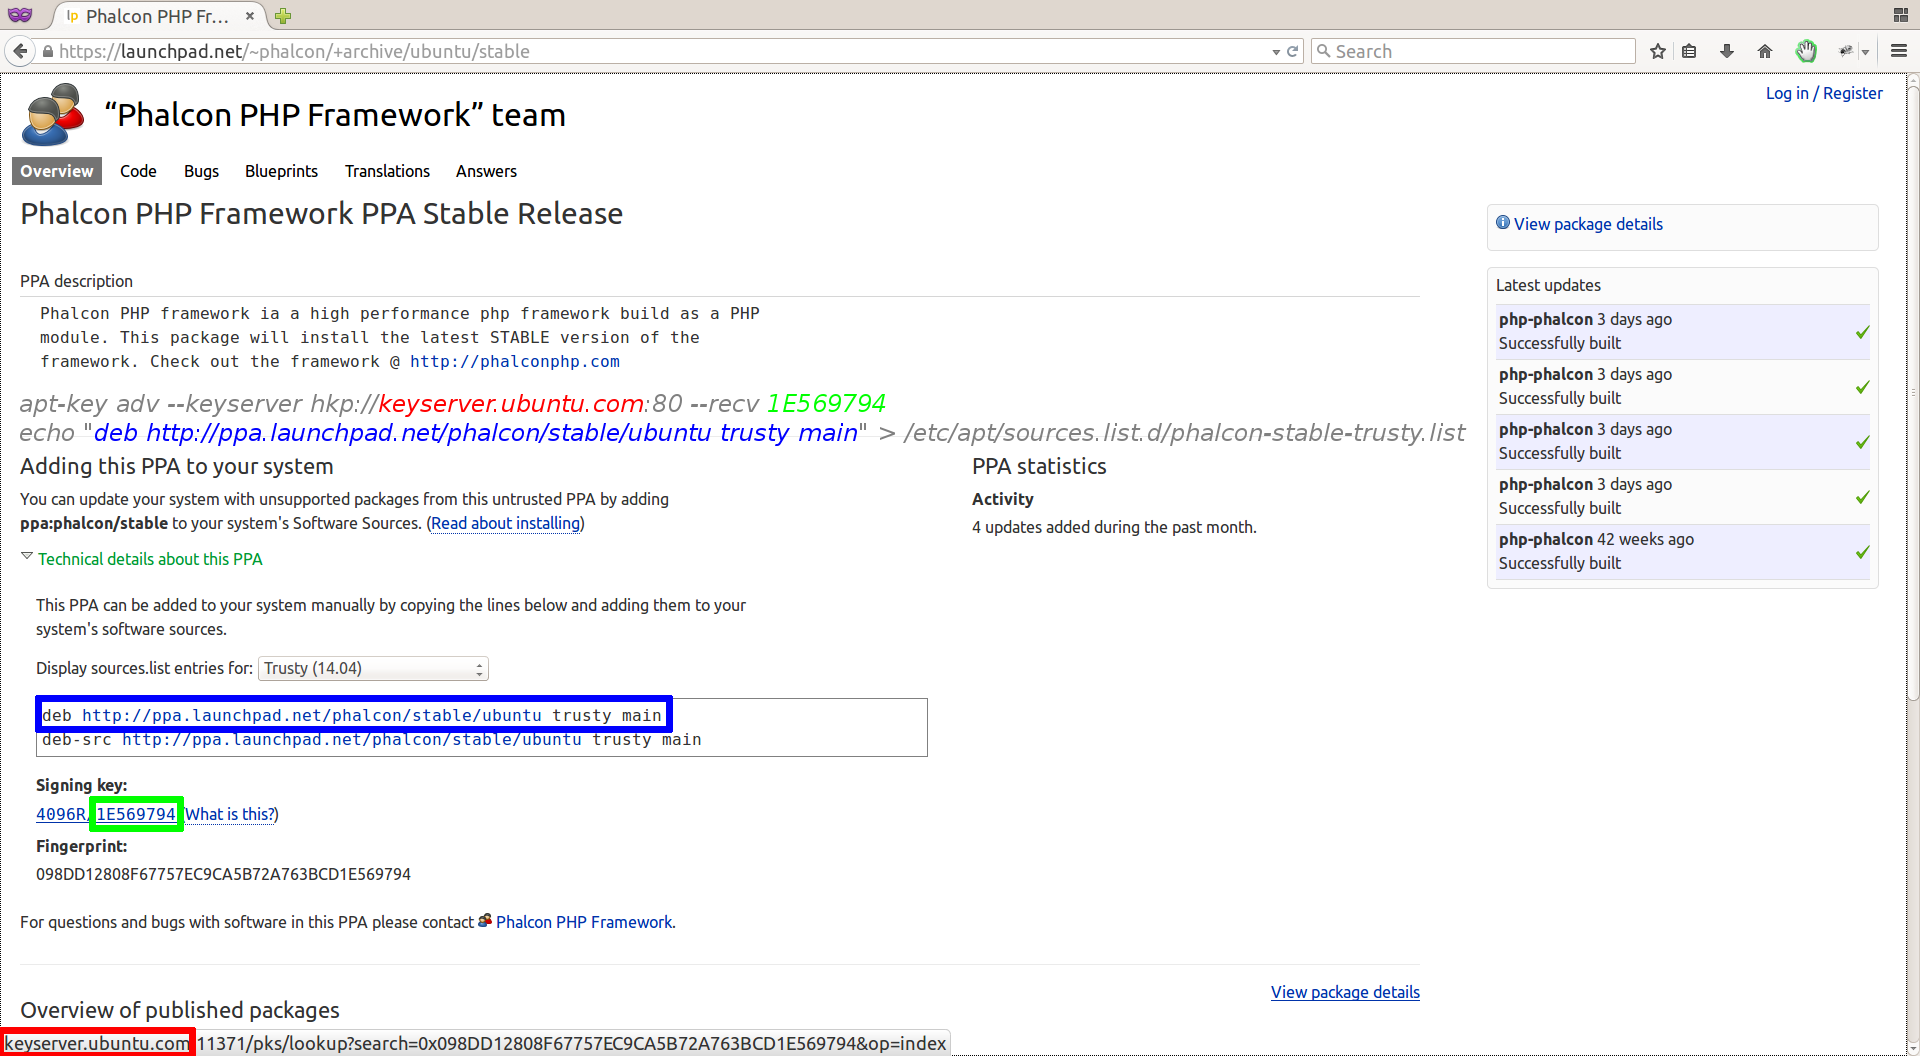 Phalcon PHP Fr...
https://launchpad.net/~phalcon/+archive/ubuntu/stable
Search
Log in / Register
“Phalcon PHP Framework” team
Overview Code Bugs Blueprints Translations Answers
Phalcon PHP Framework PPA Stable Release
PPA description
Phalcon PHP framework ia a high performance php framework build as a PHP
module. This package will install the latest STABLE version of the
framework. Check out the framework @ http://phalconphp.com
apt-key adv --keyserver hkp://keyserver.ubuntu.com:80 --recv 1E569794
echo "deb http://ppa.launchpad.net/phalcon/stable/ubuntu trusty main" > /etc/apt/sources.list.d/phalcon-stable-trusty.list
Adding this PPA to your system
You can update your system with unsupported packages from this untrusted PPA by adding
ppa:phalcon/stable to your system's Software Sources. (Read about installing)
Technical details about this PPA
This PPA can be added to your system manually by copying the lines below and adding them to your
system's software sources.
Display sources.list entries for: Trusty (14.04)
deb http://ppa.launchpad.net/phalcon/stable/ubuntu trusty main
deb-src http://ppa.launchpad.net/phalcon/stable/ubuntu trusty main
Signing key:
4096R/1E569794 (What is this?)
Fingerprint:
098DD12808F67757EC9CA5B72A763BCD1E569794
For questions and bugs with software in this PPA please contact Phalcon PHP Framework.
PPA statistics
Activity
4 updates added during the past month.
View package details
Latest updates
php-phalcon 3 days ago
Successfully built
php-phalcon 3 days ago
Successfully built
php-phalcon 3 days ago
Successfully built
php-phalcon 3 days ago
Successfully built
php-phalcon 42 weeks ago
Successfully built
View package details
Overview of published packages
keyserver.ubuntu.com 11371/pks/lookup?search=0x098DD12808F67757EC9CA5B72A763BCD1E569794&op=index